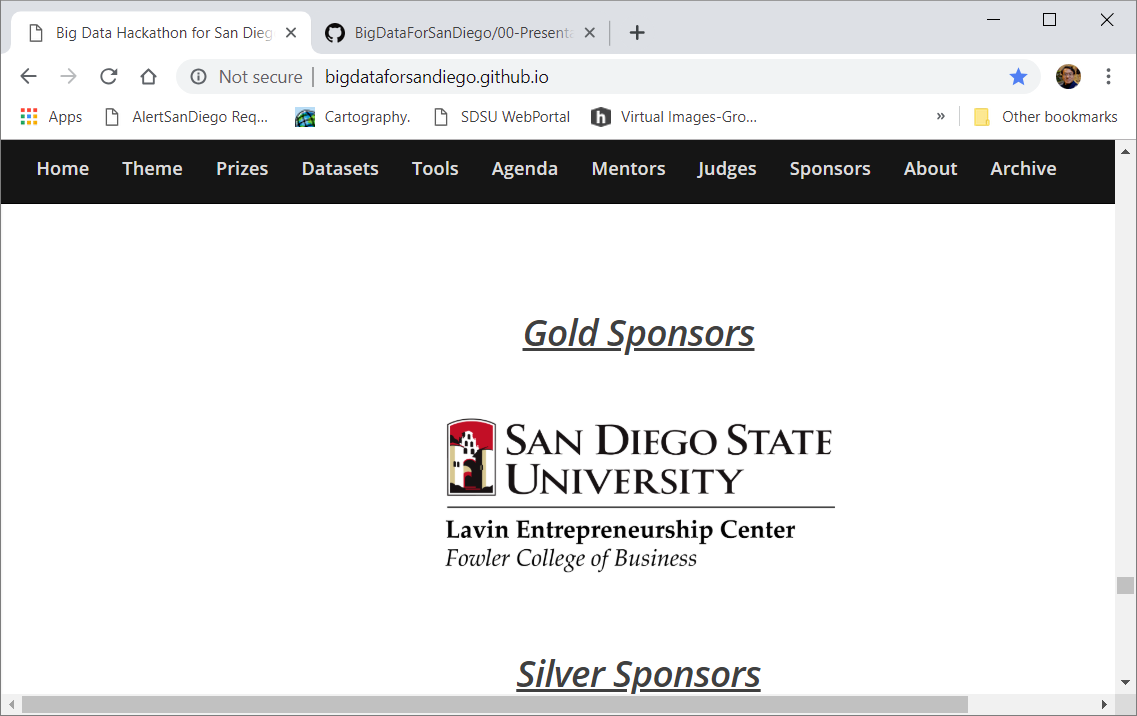 Big Data Hackathon for San Dieg
BigDataForSanDiego/00-Presenta
Not secure | bigdataforsandiego.github.io
Apps AlertSanDiego Req... Cartography. SDSU WebPortal Virtual Images-Gro... » Other bookmarks
Home Theme Prizes Datasets Tools Agenda Mentors Judges Sponsors About Archive
Gold Sponsors
SAN DIEGO STATE
UNIVERSITY
Lavin Entrepreneurship Center
Fowler College of Business
Silver Sponsors